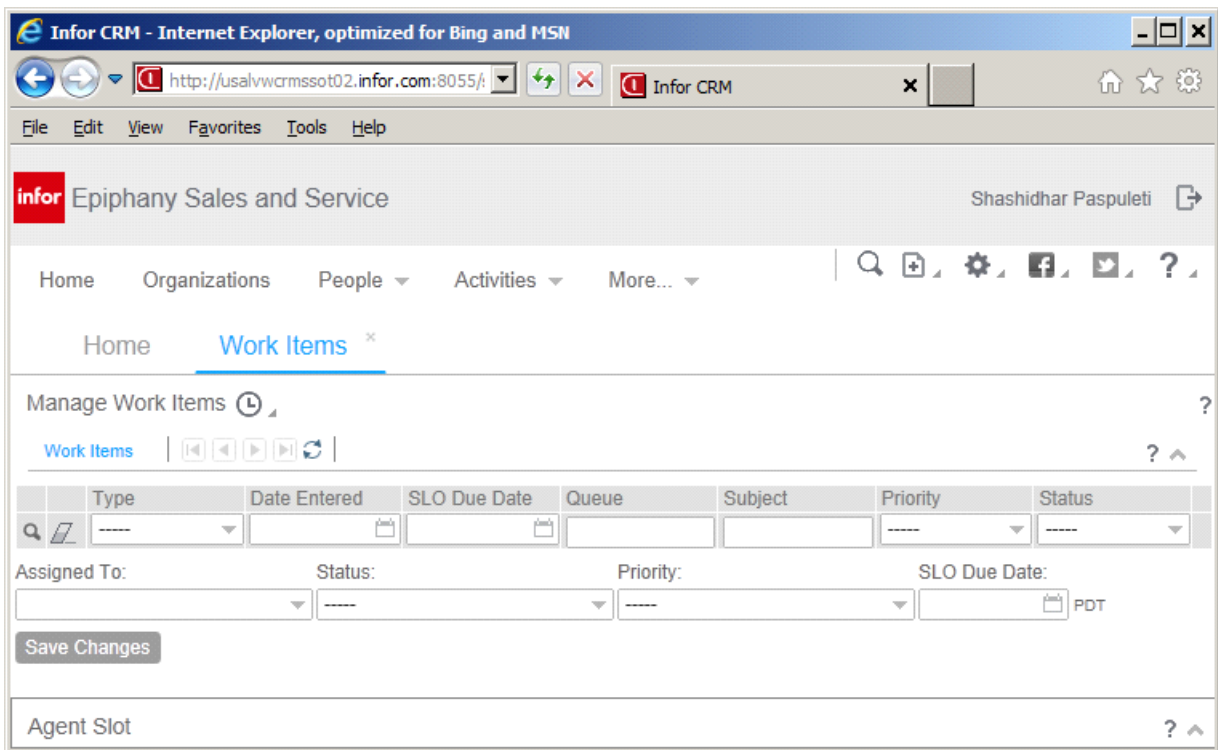 Infor CRM - Internet Explorer, optimized for Bing and MSN
http://usalvwcrmssot02.infor.com:8055/ Infor CRM
File Edit View Favorites Tools Help
infor Epiphany Sales and Service Shashidhar Paspuleti
Home Organizations People Activities More... ?
Home Work Items ×
Manage Work Items ?
Work Items ?
Type Date Entered SLO Due Date Queue Subject Priority Status
----- ----- -----
Assigned To: Status: Priority: SLO Due Date:
----- ----- PDT
Save Changes
Agent Slot ?